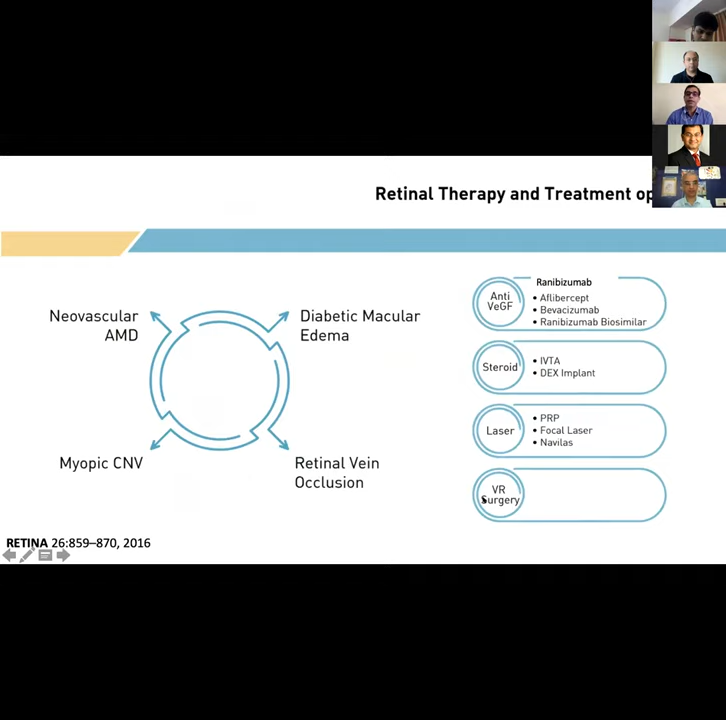 Retinal Therapy and Treatment op
Neovascular
AMD
Diabetic Macular
Edema
Myopic CNV
Retinal Vein
Occlusion
Anti
VeGF
Ranibizumab
• Aflibercept
• Bevacizumab
• Ranibizumab Biosimilar
Steroid
• IVTA
• DEX Implant
Laser
• PRP
• Focal Laser
• Navilas
VR
Surgery
RETINA 26:859–870, 2016